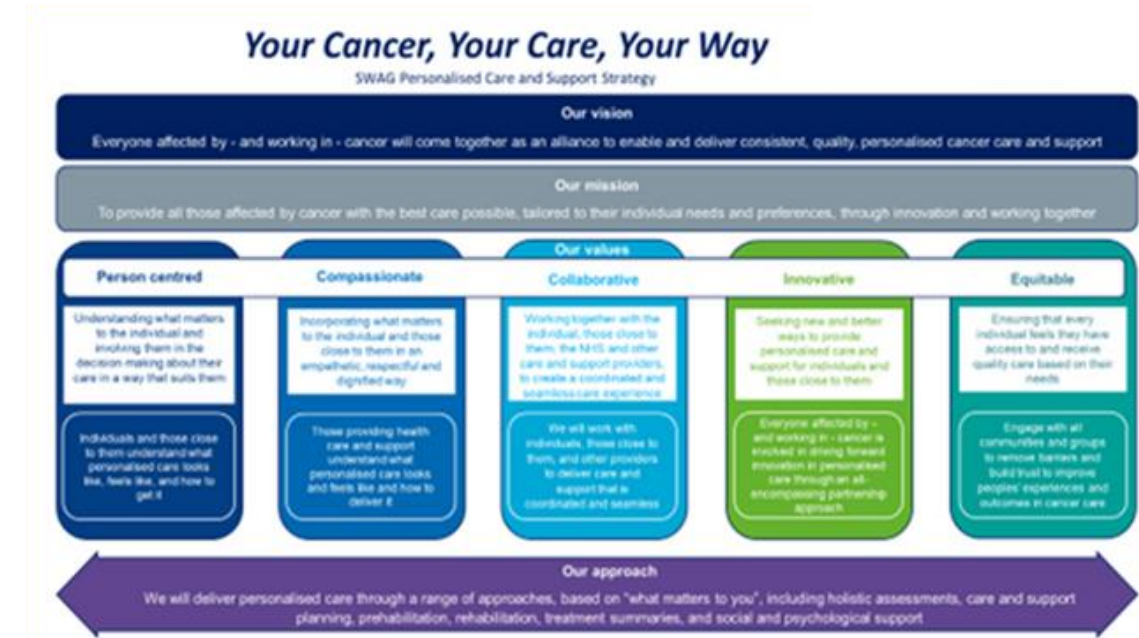 Your Cancer, Your Care, Your Way
SWAG Personalised Care and Support Strategy
Our vision
Everyone affected by - and working in - cancer will come together as an alliance to enable and deliver consistent, quality, personalised cancer care and support
Our mission
To provide all those affected by cancer with the best care possible, tailored to their individual needs and preferences, through innovation and working together
Our values
Person centred
Compassionate
Collaborative
Innovative
Equitable
Understanding what matters
to the individual and
involving them in the
decision making about their
care in a way that suits them
Incorporating what matters
to the individual and those
close to them in an
empathetic, respectful and
dignified way
Working together with the
individual, those close to
them, the NHS and other
care and support providers,
to create a coordinated and
seamless care experience
Seeking new and better
ways to provide
personalised care and
support for individuals and
those close to them
Ensuring that every
individual feels they have
access to and receive
quality care based on their
needs
Individuals and those close
to them understand what
personalised care looks
like, feels like, and how to
get it
Those providing health
care and support
understand what
personalised care looks
and feels like and how to
deliver it
We will work with
individuals, those close to
them, and other providers
to deliver care and
support that is
coordinated and seamless
Everyone affected by -
and working in - cancer is
involved in driving forward
innovation in personalised
care through an all-
encompassing partnership
approach
Engage with all
communities and groups
to remove barriers and
build trust to improve
peoples' experiences and
outcomes in cancer care
Our approach
We will deliver personalised care through a range of approaches, based on "what matters to you", including holistic assessments, care and support
planning, prehabilitation, rehabilitation, treatment summaries, and social and psychological support